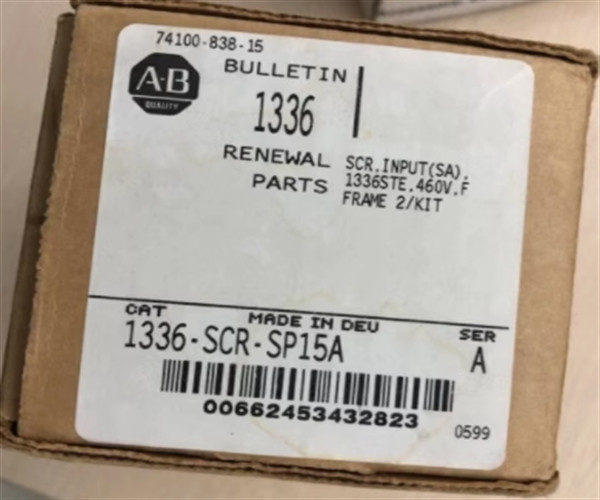 74100-838-15
A-B
QUALITY
BULLETIN
1336
RENEWAL
PARTS
SCR.INPUT(SA).
1336STE.460V.F
FRAME 2/KIT
CAT MADE IN DEU SER
1336-SCR-SP15A A
00662453432823
0599